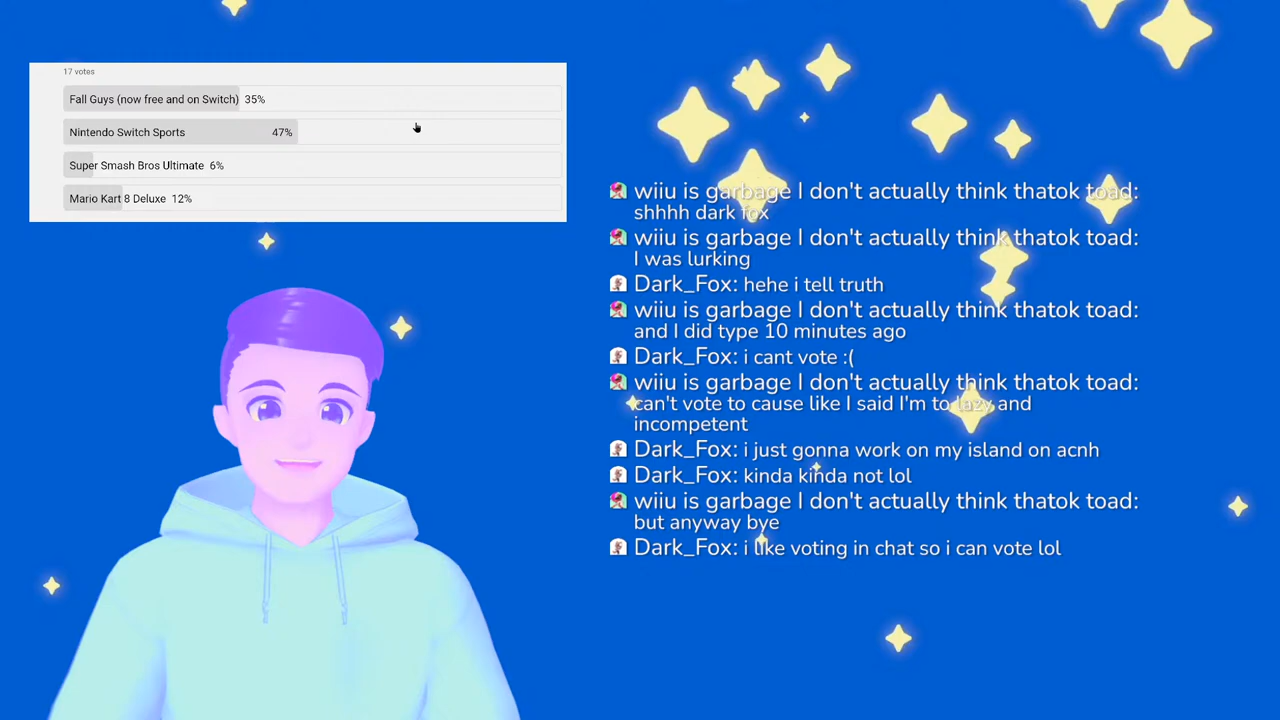 17 votes
Fall Guys (now free and on Switch) 35%
Nintendo Switch Sports 47%
Super Smash Bros Ultimate 6%
Mario Kart 8 Deluxe 12%
wiiu is garbage I don't actually think thatok toad:
shhhh dark fox
wiiu is garbage I don't actually think thatok toad:
I was lurking
Dark_Fox: hehe i tell truth
wiiu is garbage I don't actually think thatok toad:
and I did type 10 minutes ago
Dark_Fox: i cant vote :(
wiiu is garbage I don't actually think thatok toad:
can't vote to cause like I said I'm to lazy and
incompetent
Dark_Fox: i just gonna work on my island on acnh
Dark_Fox: kinda kinda not lol
wiiu is garbage I don't actually think thatok toad:
but anyway bye
Dark_Fox: i like voting in chat so i can vote lol